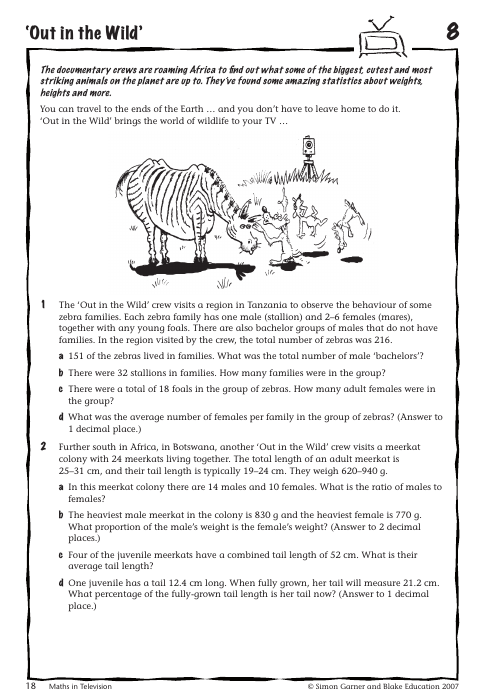 ‘Out in the Wild’
8
The documentary crews are roaming Africa to find out what some of the biggest, cutest and most
striking animals on the planet are up to. They’ve found some amazing statistics about weights,
heights and more.
You can travel to the ends of the Earth … and you don’t have to leave home to do it.
‘Out in the Wild’ brings the world of wildlife to your TV …
1 The ‘Out in the Wild’ crew visits a region in Tanzania to observe the behaviour of some
zebra families. Each zebra family has one male (stallion) and 2–6 females (mares),
together with any young foals. There are also bachelor groups of males that do not have
families. In the region visited by the crew, the total number of zebras was 216.
a 151 of the zebras lived in families. What was the total number of male ‘bachelors’?
b There were 32 stallions in families. How many families were in the group?
c There were a total of 18 foals in the group of zebras. How many adult females were in
the group?
d What was the average number of females per family in the group of zebras? (Answer to
1 decimal place.)
2 Further south in Africa, in Botswana, another ‘Out in the Wild’ crew visits a meerkat
colony with 24 meerkats living together. The total length of an adult meerkat is
25–31 cm, and their tail length is typically 19–24 cm. They weigh 620–940 g.
a In this meerkat colony there are 14 males and 10 females. What is the ratio of males to
females?
b The heaviest male meerkat in the colony is 830 g and the heaviest female is 770 g.
What proportion of the male’s weight is the female’s weight? (Answer to 2 decimal
places.)
c Four of the juvenile meerkats have a combined tail length of 52 cm. What is their
average tail length?
d One juvenile has a tail 12.4 cm long. When fully grown, her tail will measure 21.2 cm.
What percentage of the fully-grown tail length is her tail now? (Answer to 1 decimal
place.)
18 Maths in Television
© Simon Garner and Blake Education 2007